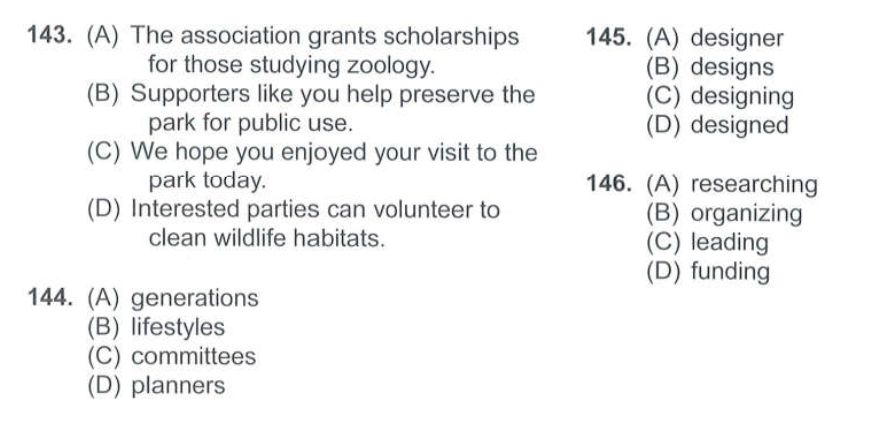 143. (A) The association grants scholarships
for those studying zoology.
(B) Supporters like you help preserve the
park for public use.
(C) We hope you enjoyed your visit to the
park today.
(D) Interested parties can volunteer to
clean wildlife habitats.
144. (A) generations
(B) lifestyles
(C) committees
(D) planners
145. (A) designer
(B) designs
(C) designing
(D) designed
146. (A) researching
(B) organizing
(C) leading
(D) funding